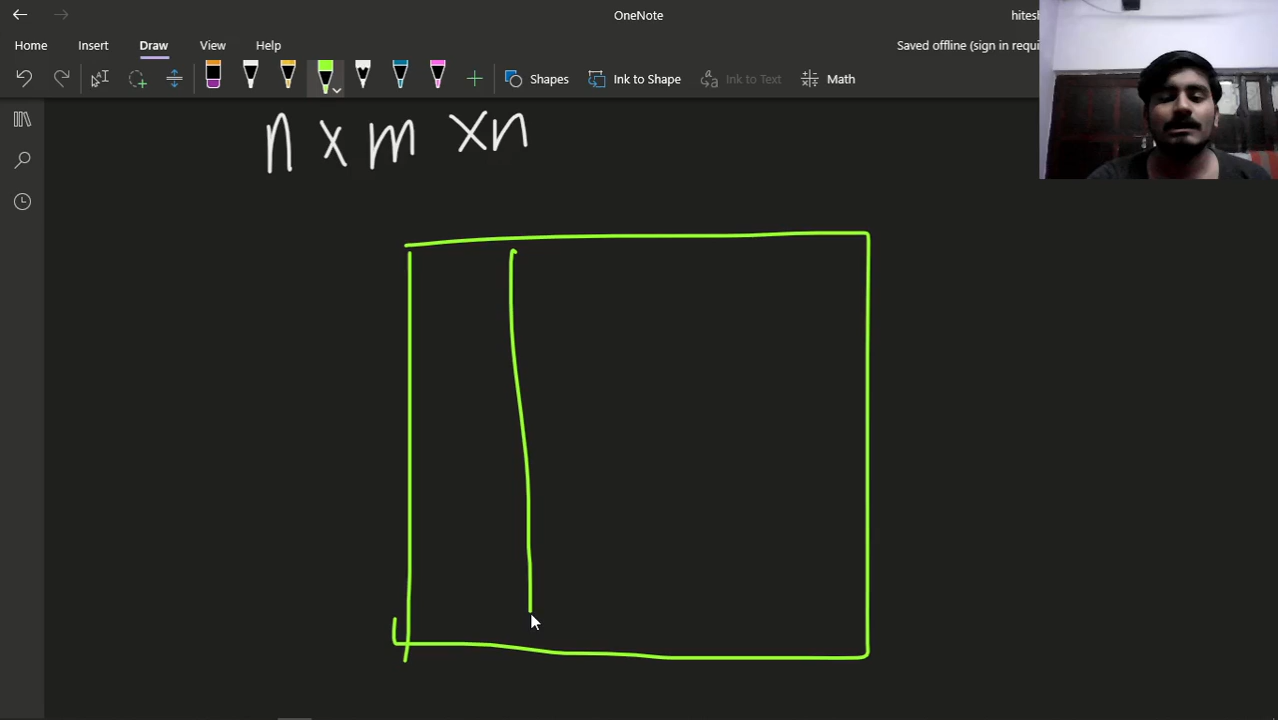 OneNote
hitesh
Home Insert Draw View Help
Saved offline (sign in requi
Shapes Ink to Shape Ink to Text Math
n x m x n